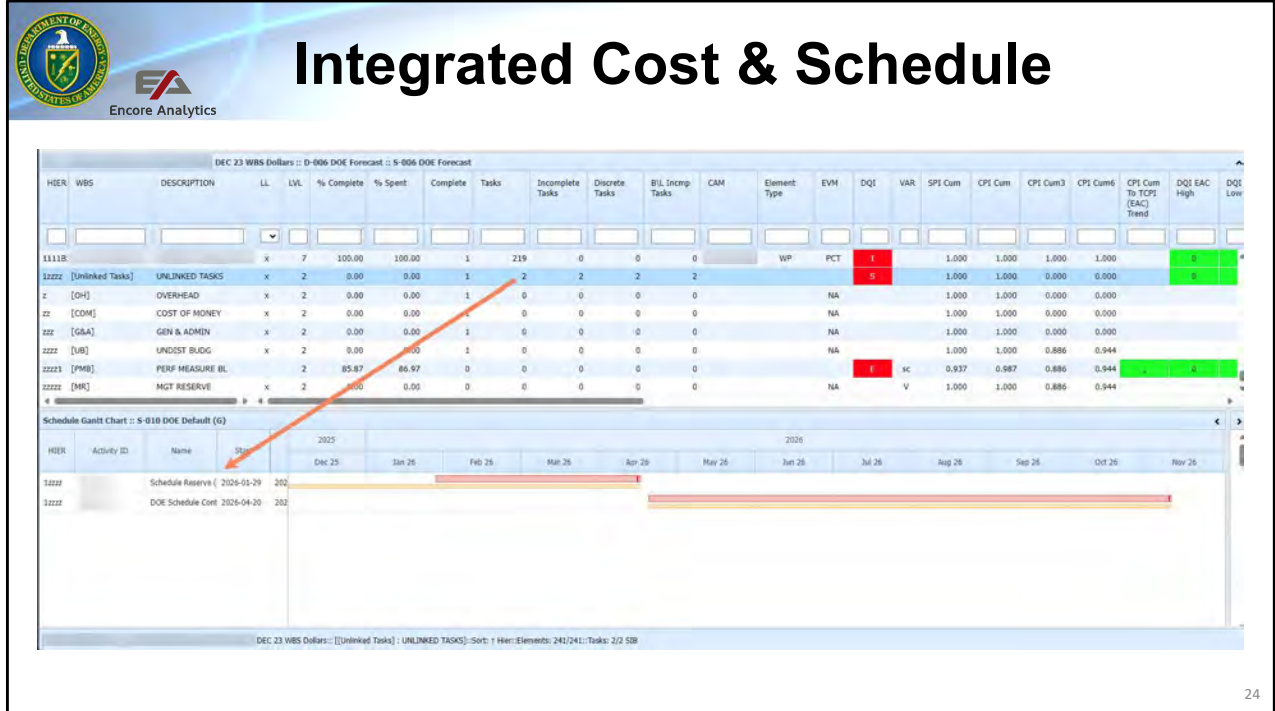 DEPARTMENT OF ENERGY
UNITED STATES OF AMERICA
Encore Analytics
Integrated Cost & Schedule
DEC 23 WBS Dollars :: D-006 DOE Forecast :: S-006 DOE Forecast
HIER WBS DESCRIPTION LL LVL % Complete % Spent Complete Tasks Incomplete Tasks Discrete Tasks B\L Incmp Tasks CAM Element Type EVM DQI VAR SPI Cum CPI Cum CPI Cum3 CPI Cum6 CPI Cum To TCPI (EAC) Trend DQI EAC High DQI Low
1111B x 7 100.00 100.00 1 219 0 0 0 WP PCT 1.000 1.000 1.000 1.000 0
1zzzz [Unlinked Tasks] UNLINKED TASKS x 2 0.00 0.00 1 2 2 2 2 S 1.000 1.000 0.000 0.000 0
z [OH] OVERHEAD x 2 0.00 0.00 1 0 0 0 0 NA 1.000 1.000 0.000 0.000
zz [COM] COST OF MONEY x 2 0.00 0.00 1 0 0 0 0 NA 1.000 1.000 0.000 0.000
zzz [G&A] GEN & ADMIN x 2 0.00 0.00 1 0 0 0 0 NA 1.000 1.000 0.000 0.000
zzzz [UB] UNDIST BUDG x 2 0.00 0.00 1 0 0 0 0 NA 1.000 1.000 0.886 0.944
zzzz1 [PMB] PERF MEASURE BL 2 85.87 86.97 0 0 0 0 sc 0.937 0.987 0.886 0.944 0
zzzzz [MR] MGT RESERVE x 2 0.00 0 0 0 0 NA V 1.000 1.000 0.886 0.944
Schedule Gantt Chart :: S-010 DOE Default (G)
HIER Activity ID Name 2025 2026
Dec 25 Jan 26 Feb 26 Mar 26 Apr 26 May 26 Jun 26 Jul 26 Aug 26 Sep 26 Oct 26 Nov 26
1zzzz Schedule Reserve ( 2026-01-29 202
1zzzz DOE Schedule Cont 2026-04-20 202
DEC 23 WBS Dollars:: [[Unlinked Tasks] : UNLINKED TASKS]::Sort: ↑ Hier::Elements: 241/241::Tasks: 2/2 SIB
24